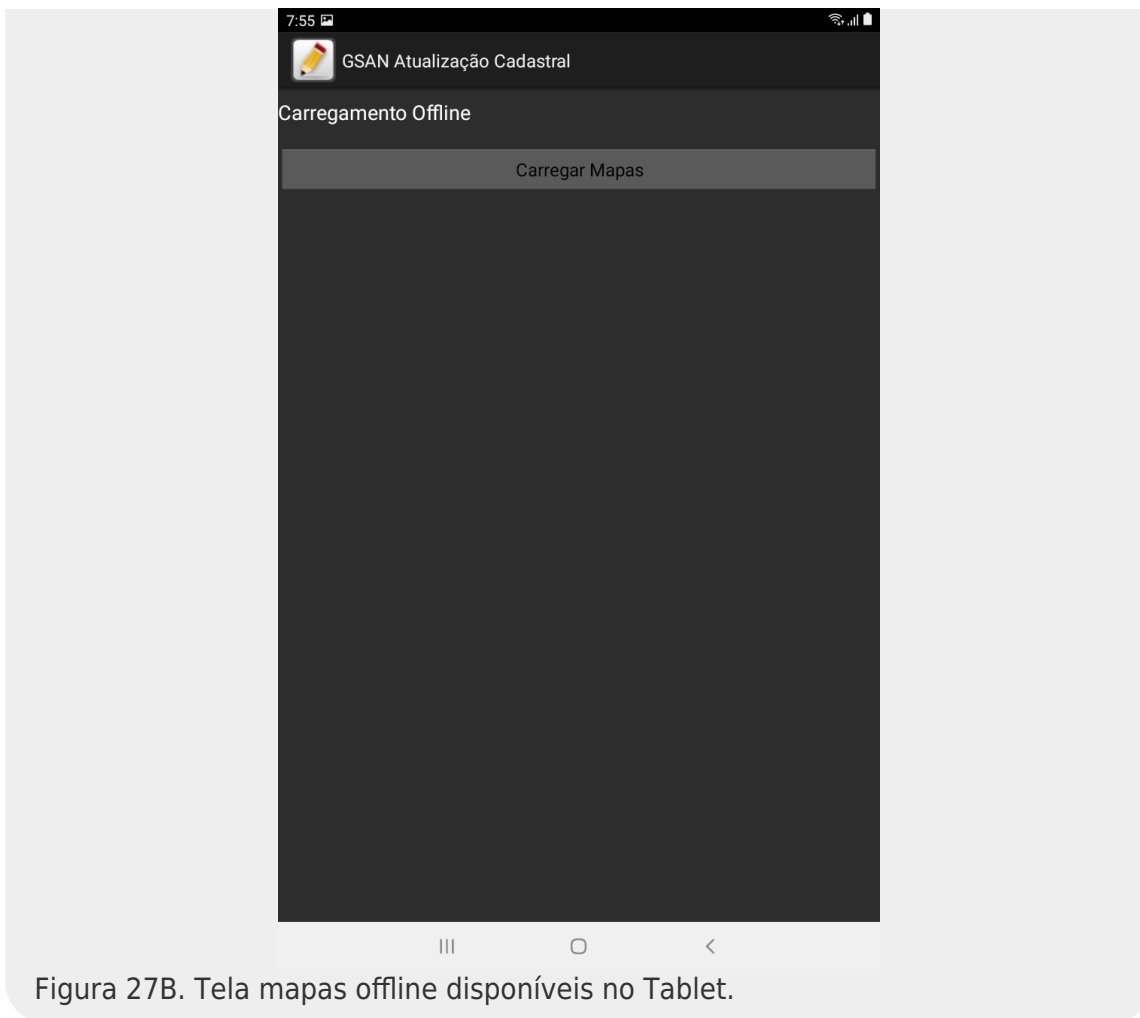 7:55
GSAN Atualização Cadastral
Carregamento Offline
Carregar Mapas
Figura 27B. Tela mapas offline disponíveis no Tablet.